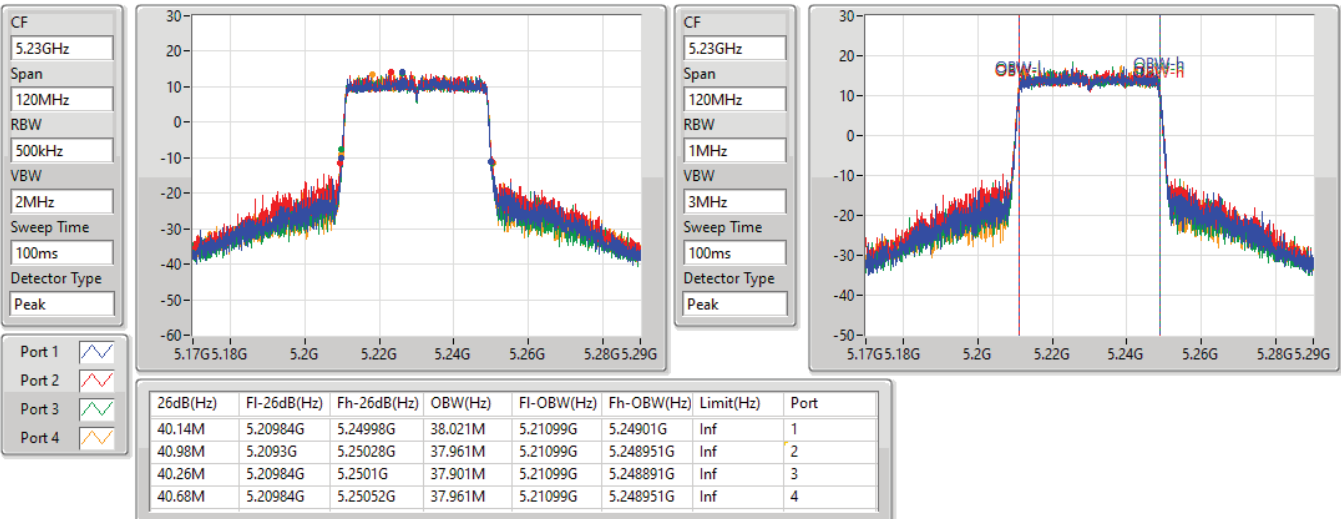 CF
5.23GHz
Span
120MHz
RBW
500kHz
VBW
2MHz
Sweep Time
100ms
Detector Type
Peak
30
20
10
0
-10
-20
-30
-40
-50
-60
5.17G 5.18G 5.2G 5.22G 5.24G 5.26G 5.28G 5.29G
CF
5.23GHz
Span
120MHz
RBW
1MHz
VBW
3MHz
Sweep Time
100ms
Detector Type
Peak
30
20
10
0
-10
-20
-30
-40
-50
OBW-l OBW-h
5.17G 5.18G 5.2G 5.22G 5.24G 5.26G 5.28G 5.29G
Port 1
Port 2
Port 3
Port 4
26dB(Hz) Fl-26dB(Hz) Fh-26dB(Hz) OBW(Hz) Fl-OBW(Hz) Fh-OBW(Hz) Limit(Hz) Port
40.14M 5.20984G 5.24998G 38.021M 5.21099G 5.24901G Inf 1
40.98M 5.2093G 5.25028G 37.961M 5.21099G 5.248951G Inf 2
40.26M 5.20984G 5.2501G 37.901M 5.21099G 5.248891G Inf 3
40.68M 5.20984G 5.25052G 37.961M 5.21099G 5.248951G Inf 4